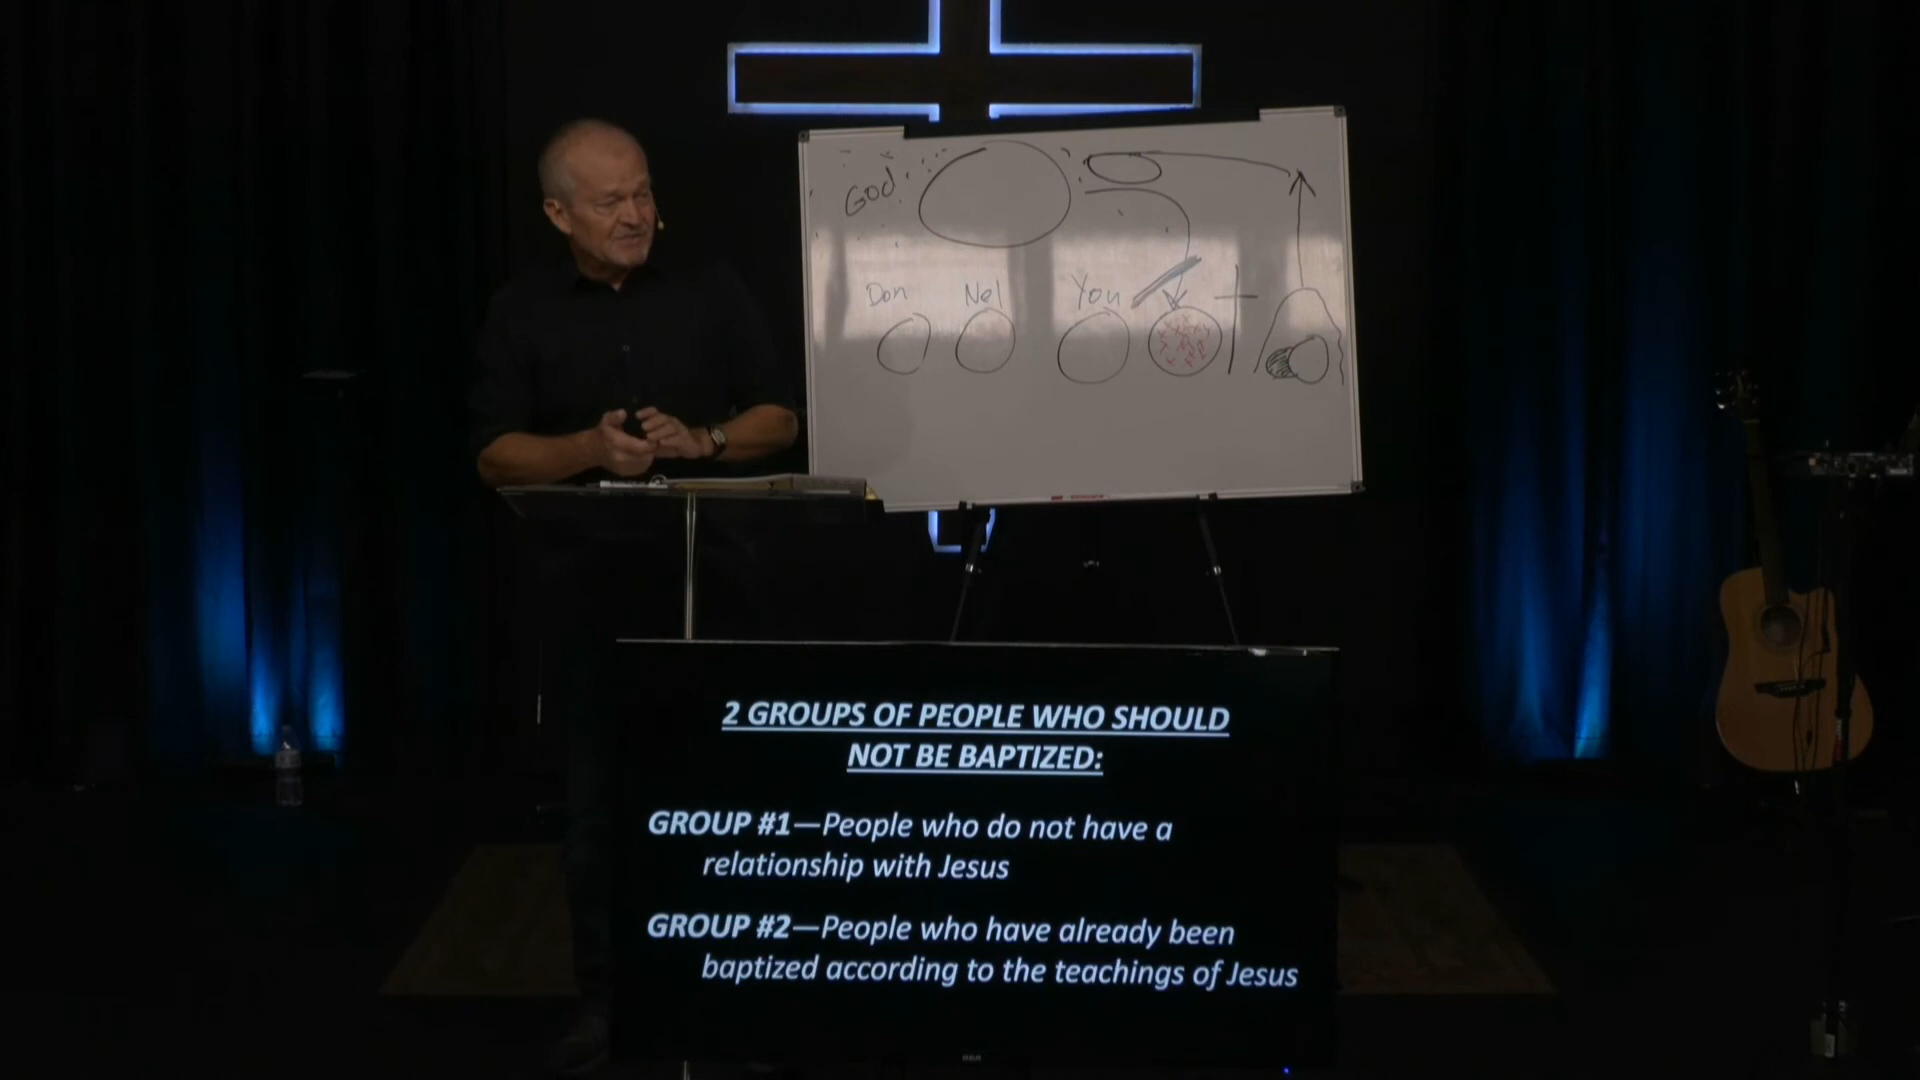 God
Don Nel You
2 GROUPS OF PEOPLE WHO SHOULD
NOT BE BAPTIZED:
GROUP #1—People who do not have a
relationship with Jesus
GROUP #2—People who have already been
baptized according to the teachings of Jesus
RCA